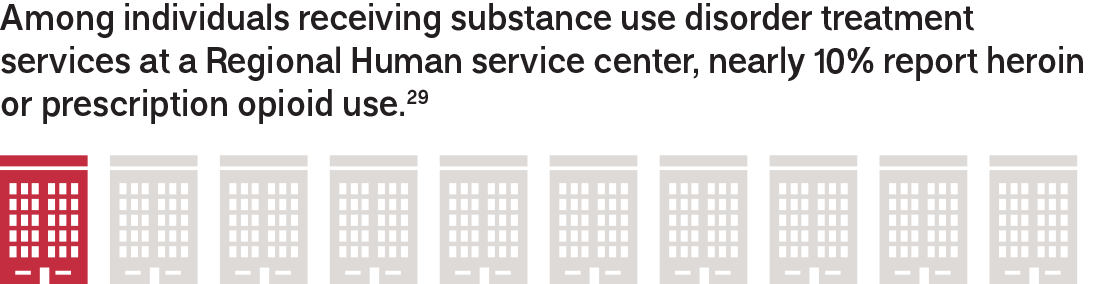 Among individuals receiving substance use disorder treatment
services at a Regional Human service center, nearly 10% report heroin
or prescription opioid use.²⁹